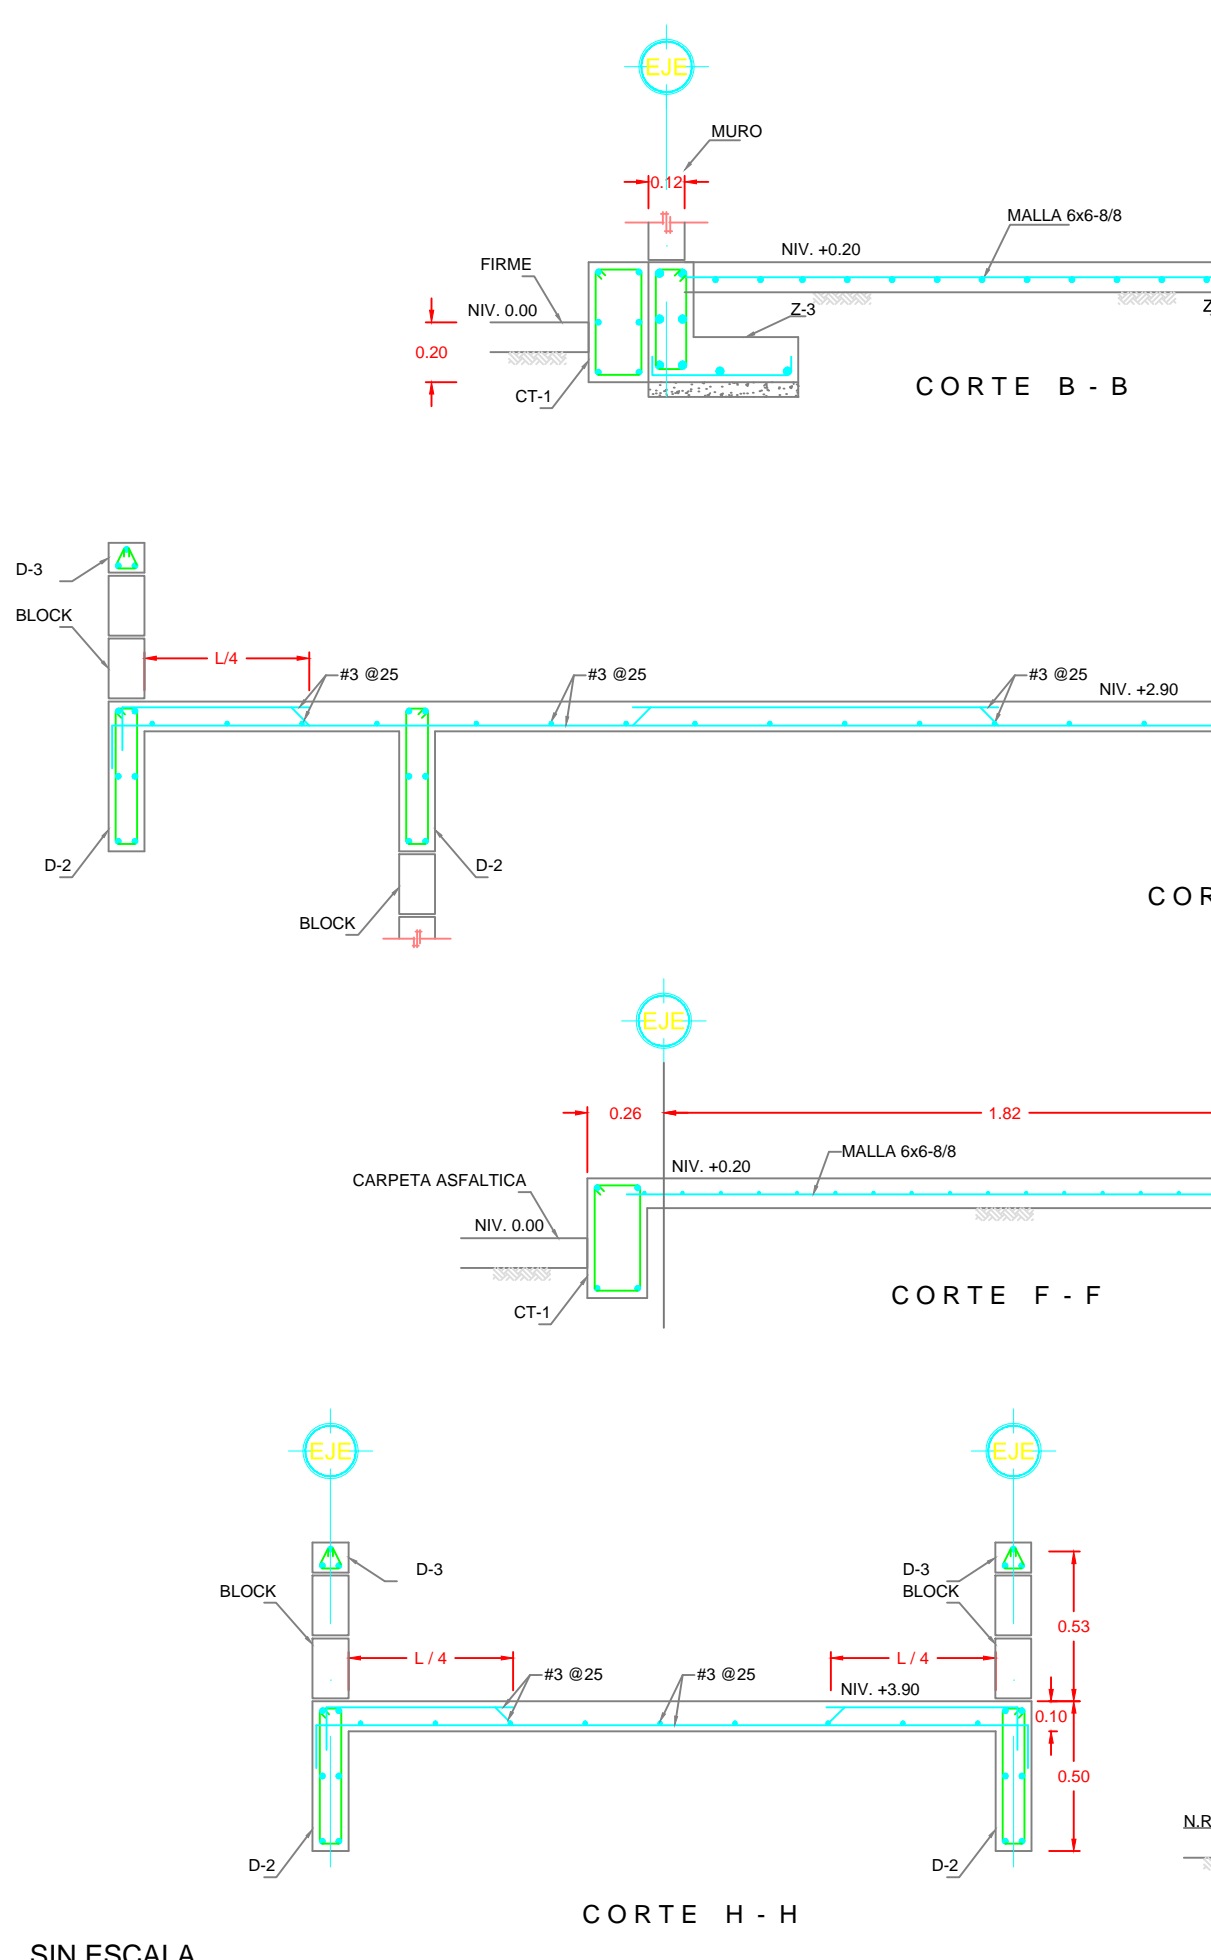 EJE
MURO
0.12
MALLA 6x6-8/8
NIV. +0.20
FIRME
NIV. 0.00
Z-3
0.20
CT-1
CORTE B - B
D-3
BLOCK
L/4
#3 @25
#3 @25
#3 @25
NIV. +2.90
D-2
D-2
BLOCK
EJE
0.26
1.82
NIV. +0.20
MALLA 6x6-8/8
CARPETA ASFALTICA
NIV. 0.00
CT-1
CORTE F - F
EJE
EJE
D-3
D-3
BLOCK
BLOCK
0.53
L / 4
L / 4
#3 @25
#3 @25
NIV. +3.90
0.10
0.50
D-2
D-2
CORTE H - H
SIN ESCALA